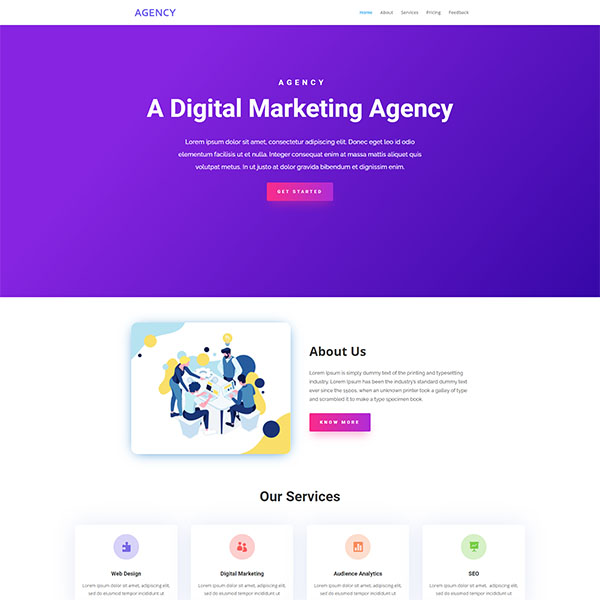 AGENCY
Home About Services Pricing Feedback
AGENCY
A Digital Marketing Agency
Lorem ipsum dolor sit amet, consectetur adipiscing elit. Donec eget leo id odio
elementum facilisis ut et nulla. Integer consequat enim at massa mattis aliquet quis
volutpat metus. In ut justo at dolor gravida bibendum et dignissim enim.
GET STARTED
About Us
Lorem ipsum is simply dummy text of the printing and typewriting
Industry. Lorem Ipsum has been the industry's standard dummy text
ever since the 1500s when an unknown printer took a gallery of type
and scrambled it to make a type specimen book
KNOW MORE
Our Services
Web Design
Lorem ipsum dolor sit amet, adipiscing elit,
sed do eiusmod tempor incididunt ut
Digital Marketing
Lorem ipsum dolor sit amet, adipiscing elit,
sed do eiusmod tempor incididunt ut
Audience Analytics
Lorem ipsum dolor sit amet, adipiscing elit,
sed do eiusmod tempor incididunt ut
SEO
Lorem ipsum dolor sit amet, adipiscing elit,
sed do eiusmod tempor incididunt ut